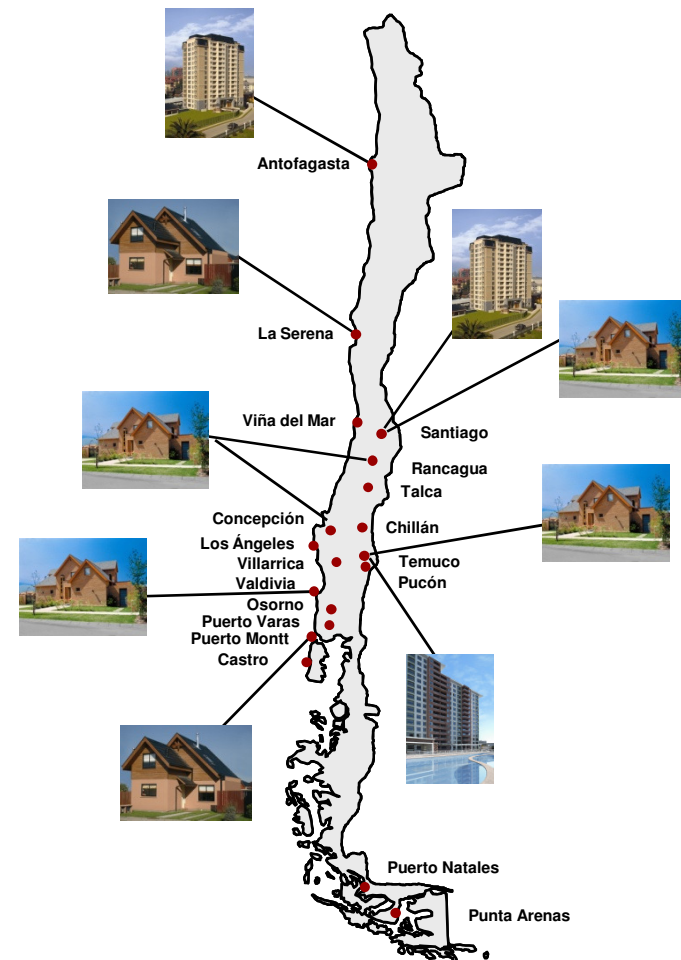 Antofagasta
La Serena
Viña del Mar
Santiago
Rancagua
Talca
Concepción
Chillán
Los Ángeles
Villarrica
Temuco
Valdivia
Pucón
Osorno
Puerto Varas
Puerto Montt
Castro
Puerto Natales
Punta Arenas